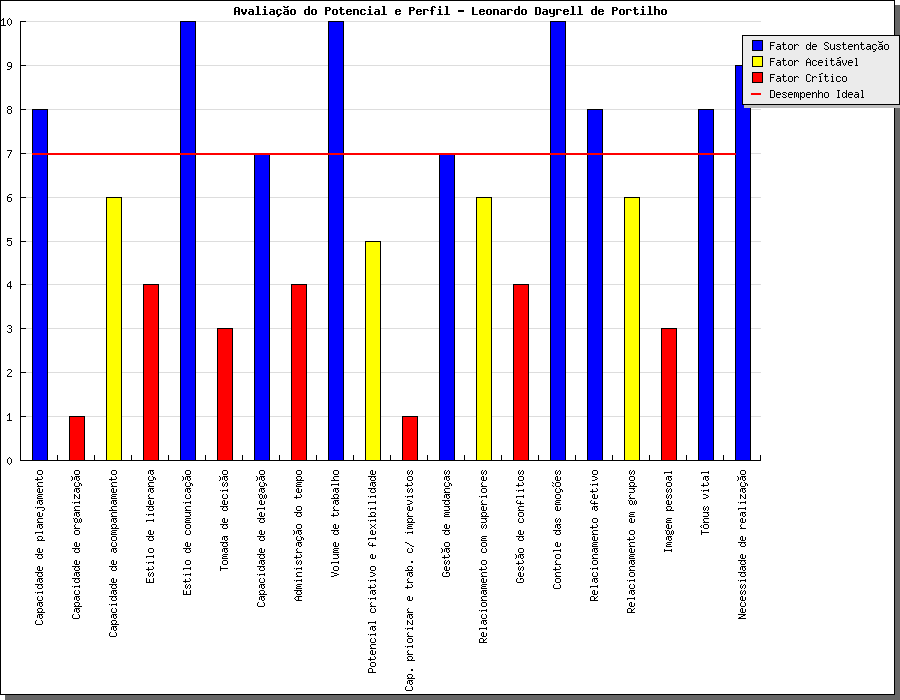 Avaliação do Potencial e Perfil - Leonardo Dayrell de Portilho
Fator de Sustentação
Fator Aceitável
Fator Crítico
Desempenho Ideal
10
9
8
7
6
5
4
3
2
1
0
Capacidade de planejamento
Capacidade de organização
Capacidade de acompanhamento
Estilo de liderança
Estilo de comunicação
Tomada de decisão
Capacidade de delegação
Administração do tempo
Volume de trabalho
Potencial criativo e flexibilidade
Cap. priorizar e trab. c/ imprevistos
Gestão de mudanças
Relacionamento com superiores
Gestão de conflitos
Controle das emoções
Relacionamento afetivo
Relacionamento em grupos
Imagem pessoal
Tônus vital
Necessidade de realização